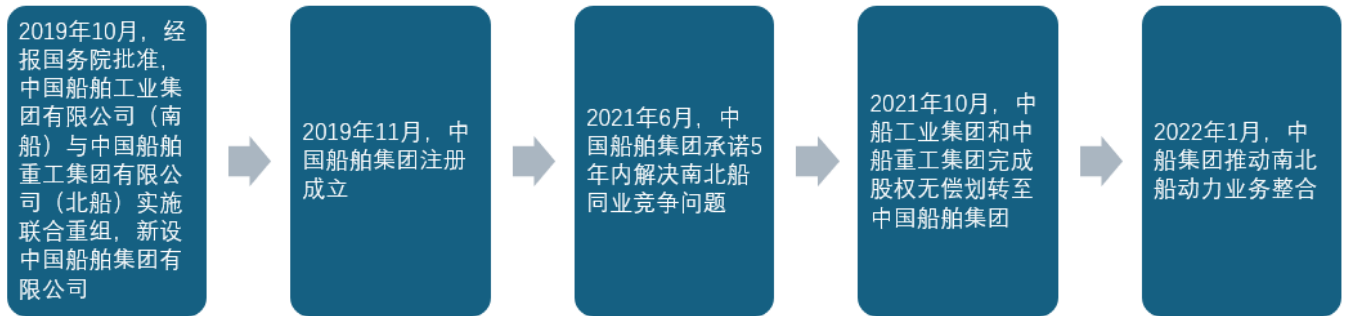 2019年10月，经
报国务院批准，
中国船舶工业集
团有限公司（南
船）与中国船舶
重工集团有限公
司（北船）实施
联合重组，新设
中国船舶集团有
限公司
2019年11月，中
国船舶集团注册
成立
2021年6月，中
国船舶集团承诺5
年内解决南北船
同业竞争问题
2021年10月，中
船工业集团和中
船重工集团完成
股权无偿划转至
中国船舶集团
2022年1月，中
船集团推动南北
船动力业务整合